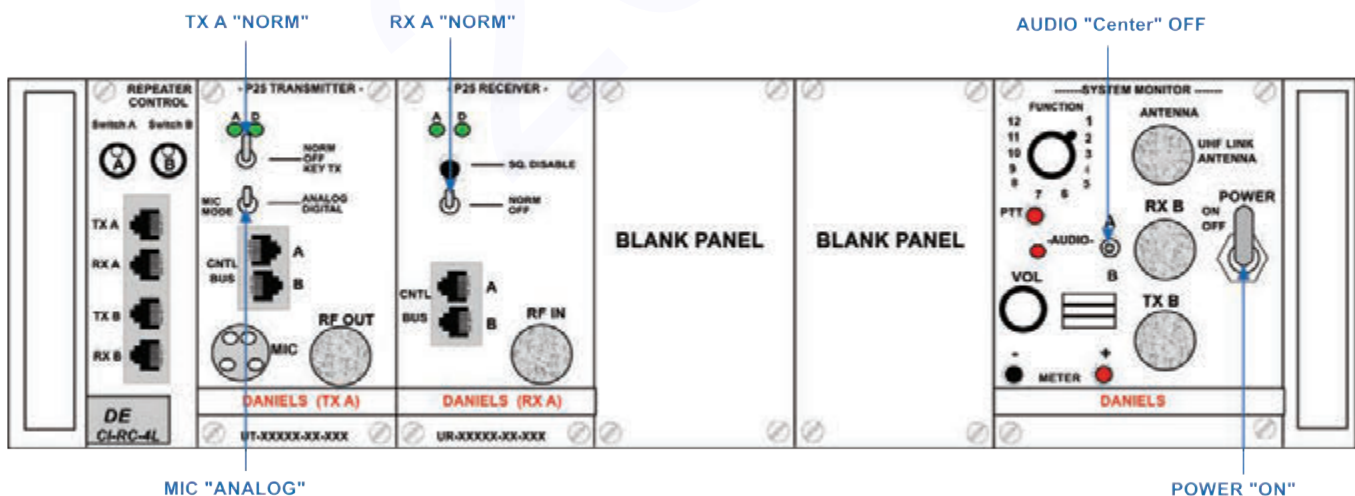 TX A "NORM"
RX A "NORM"
AUDIO "Center" OFF
REPEATER
CONTROL
Switch A Switch B
A B
TX A
RX A
TX B
RX B
DE
CI-RC-4L
- P25 TRANSMITTER -
A D
NORM
OFF
KEY TX
MIC
MODE
ANALOG
DIGITAL
CNTL
BUS
A
B
MIC
RF OUT
DANIELS (TX A)
UT-XXXXX-XX-XXX
- P25 RECEIVER -
A D
SQ. DISABLE
NORM
OFF
CNTL
BUS
A
B
RF IN
DANIELS (RX A)
UR-XXXXX-XX-XXX
BLANK PANEL
BLANK PANEL
------SYSTEM MONITOR ------
FUNCTION
12 1
11 2
10 3
9 4
8 5
7 6
ANTENNA
UHF LINK
ANTENNA
PTT
-AUDIO-
A
B
RX B
POWER
ON
OFF
VOL
TX B
- +
METER
DANIELS
MIC "ANALOG"
POWER "ON"